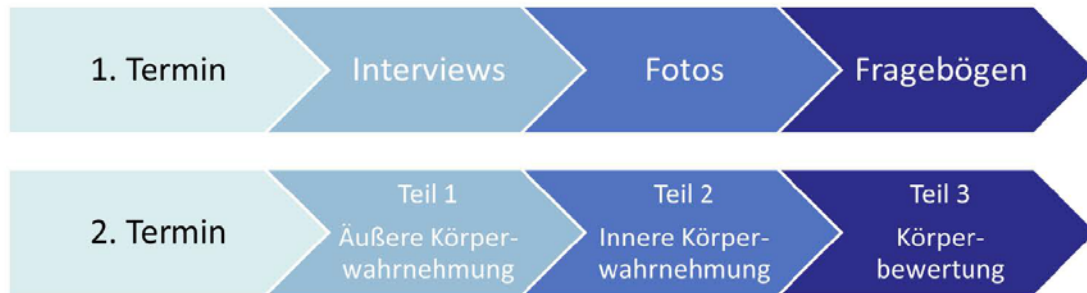 1. Termin
Interviews
Fotos
Fragebögen
2. Termin
Teil 1
Äußere Körper-
wahrnehmung
Teil 2
Innere Körper-
wahrnehmung
Teil 3
Körper-
bewertung